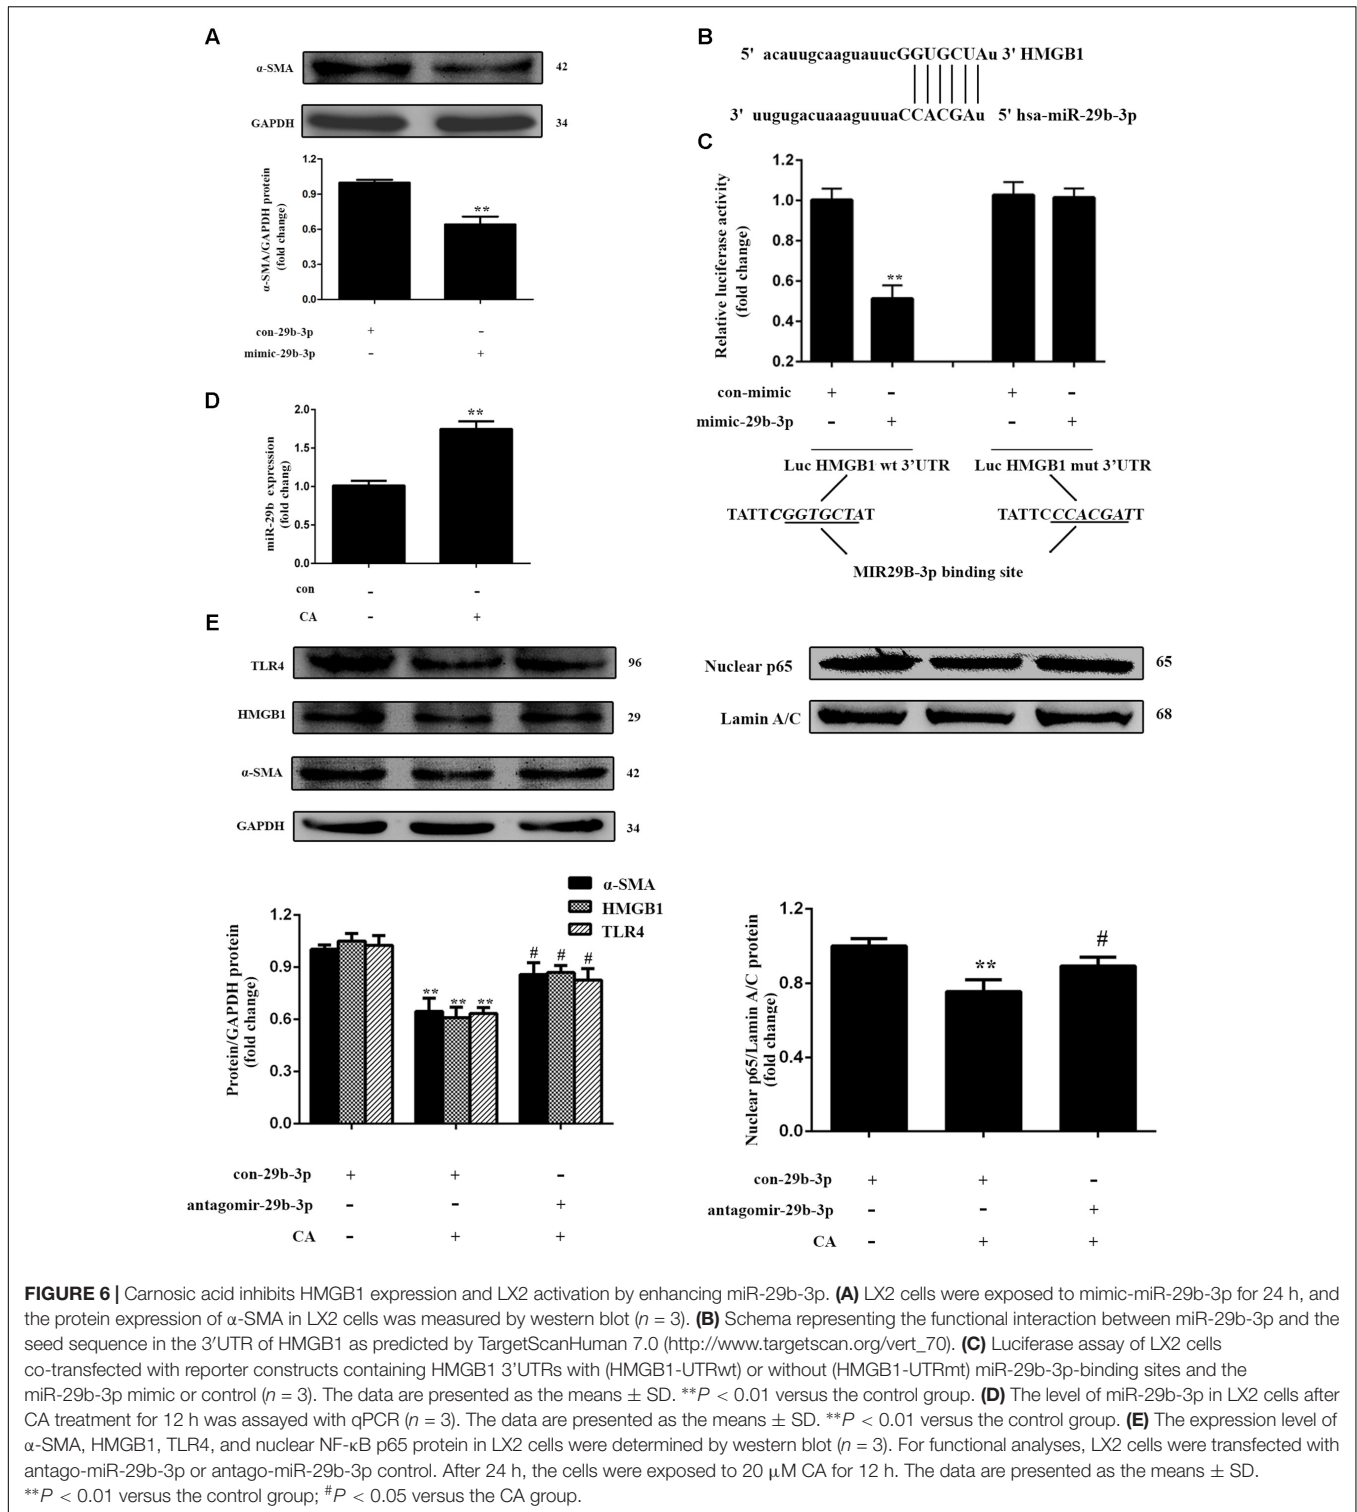 A
α-SMA 42
GAPDH 34
α-SMA/GAPDH protein
(fold change)
1.2
0.9
0.6
0.3
0.0
**
con-29b-3p + -
mimic-29b-3p - +
B
5' acauugcaaguauucGGUGCUAu 3' HMGB1
3' uugugacuaaaguuuaCCACGAu 5' hsa-miR-29b-3p
C
Relative luciferase activity
(fold change)
1.2
1.0
0.8
0.6
0.4
0.2
**
con-mimic + - + -
mimic-29b-3p - + - +
Luc HMGB1 wt 3’UTR Luc HMGB1 mut 3’UTR
TATTCGGTGCTAT TATTCCCACGATT
MIR29B-3p binding site
D
miR-29b expression
(fold chang)
2.0
1.5
1.0
0.5
0.0
**
con - -
CA - +
E
TLR4 96
HMGB1 29
α-SMA 42
GAPDH 34
Nuclear p65 65
Lamin A/C 68
α-SMA
HMGB1
TLR4
Protein/GAPDH protein
(fold change)
1.2
0.9
0.6
0.3
0.0
** ** **
# # #
con-29b-3p + + -
antagomir-29b-3p - - +
CA - + +
Nuclear p65/Lamin A/C protein
(fold change)
1.2
0.8
0.4
0.0
**
#
con-29b-3p + + -
antagomir-29b-3p - - +
CA - + +
FIGURE 6 | Carnosic acid inhibits HMGB1 expression and LX2 activation by enhancing miR-29b-3p. (A) LX2 cells were exposed to mimic-miR-29b-3p for 24 h, and
the protein expression of α-SMA in LX2 cells was measured by western blot (n = 3). (B) Schema representing the functional interaction between miR-29b-3p and the
seed sequence in the 3′UTR of HMGB1 as predicted by TargetScanHuman 7.0 (http://www.targetscan.org/vert_70). (C) Luciferase assay of LX2 cells
co-transfected with reporter constructs containing HMGB1 3’UTRs with (HMGB1-UTRwt) or without (HMGB1-UTRmt) miR-29b-3p-binding sites and the
miR-29b-3p mimic or control (n = 3). The data are presented as the means ± SD. **P < 0.01 versus the control group. (D) The level of miR-29b-3p in LX2 cells after
CA treatment for 12 h was assayed with qPCR (n = 3). The data are presented as the means ± SD. **P < 0.01 versus the control group. (E) The expression level of
α-SMA, HMGB1, TLR4, and nuclear NF-κB p65 protein in LX2 cells were determined by western blot (n = 3). For functional analyses, LX2 cells were transfected with
antago-miR-29b-3p or antago-miR-29b-3p control. After 24 h, the cells were exposed to 20 μM CA for 12 h. The data are presented as the means ± SD.
**P < 0.01 versus the control group; #P < 0.05 versus the CA group.